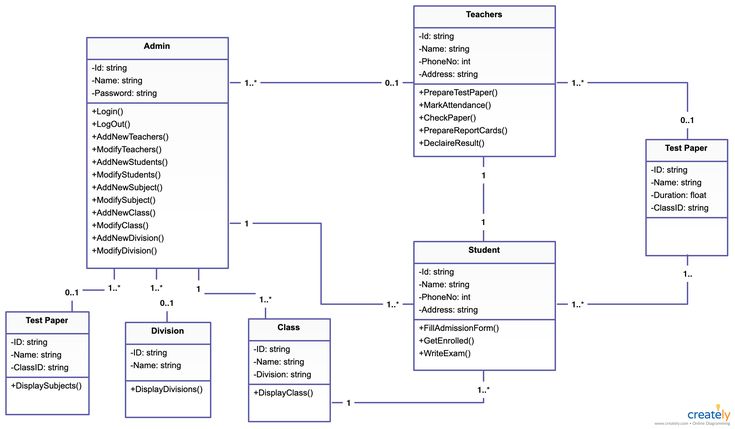 Teachers
-Id: string
-Name: string
-PhoneNo: int
-Address: string
+PrepareTestPaper()
+MarkAttendance()
+CheckPaper()
+PrepareReportCards()
+DeclaireResult()
Admin
-Id: string
-Name: string
-Password: string
+Login()
+LogOut()
+AddNewTeachers()
+ModifyTeachers()
+AddNewStudents()
+ModifyStudents()
+AddNewSubject()
+ModifySubject()
+AddNewClass()
+ModifyClass()
+AddNewDivision()
+ModifyDivision()
1..*
0..1
1..*
0..1
Test Paper
-ID: string
-Name: string
-Duration: float
-ClassID: string
1
1
1
1..*
Student
-Id: string
-Name: string
-PhoneNo: int
-Address: string
+FillAdmissionForm()
+GetEnrolled()
+WriteExam()
1..
1..*
0..1
1..*
1..*
0..1
1
1..*
Test Paper
-ID: string
-Name: string
-ClassID: string
+DisplaySubjects()
Division
-ID: string
-Name: string
+DisplayDivisions()
Class
-ID: string
-Name: string
-Division: string
+DisplayClass()
1
1..*
creately
www.creately.com • Online Diagramming